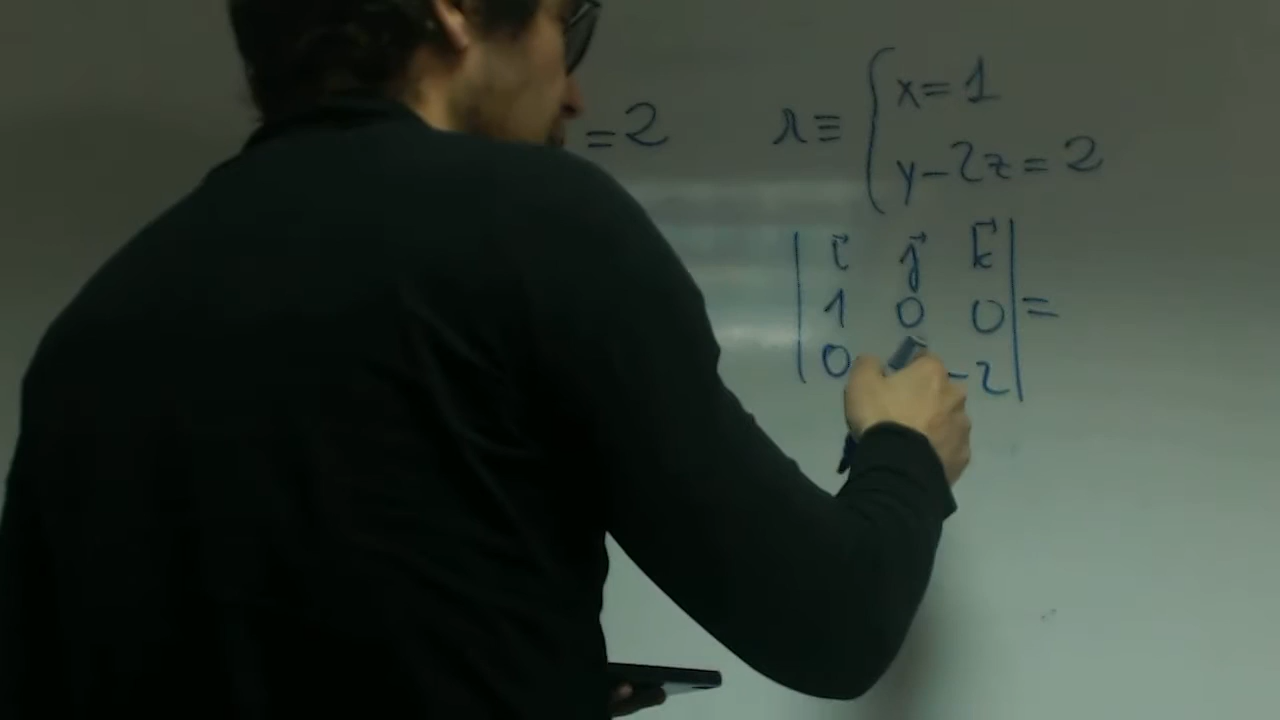 =2
r≡ { x=1
y-2z=2
| i⃗ j⃗ k⃗ |
| 1 0 0 | =
| 0 -2 |